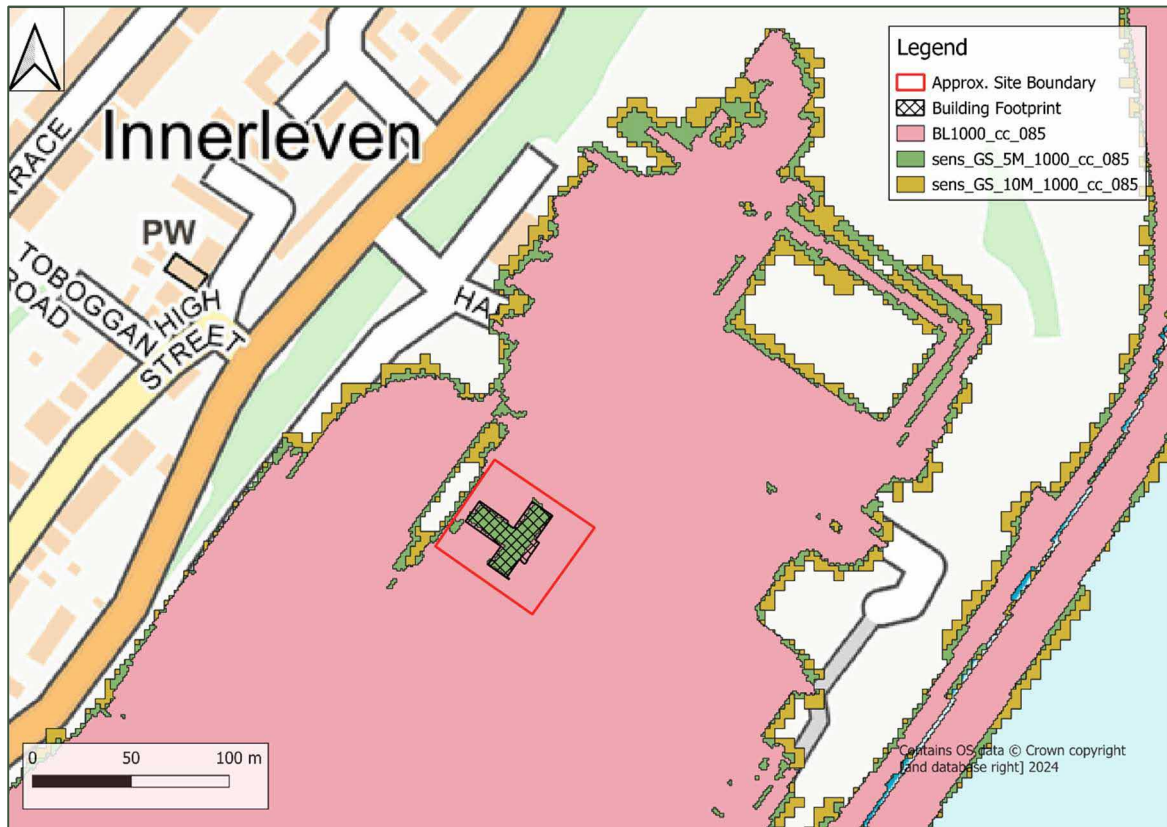 Innerleven
RRACE
PW
TOBOGGAN
ROAD
HIGH
STREET
HA
Legend
Approx. Site Boundary
Building Footprint
BL1000_cc_085
sens_GS_5M_1000_cc_085
sens_GS_10M_1000_cc_085
0 50 100 m
Contains OS data © Crown copyright
[and database right] 2024